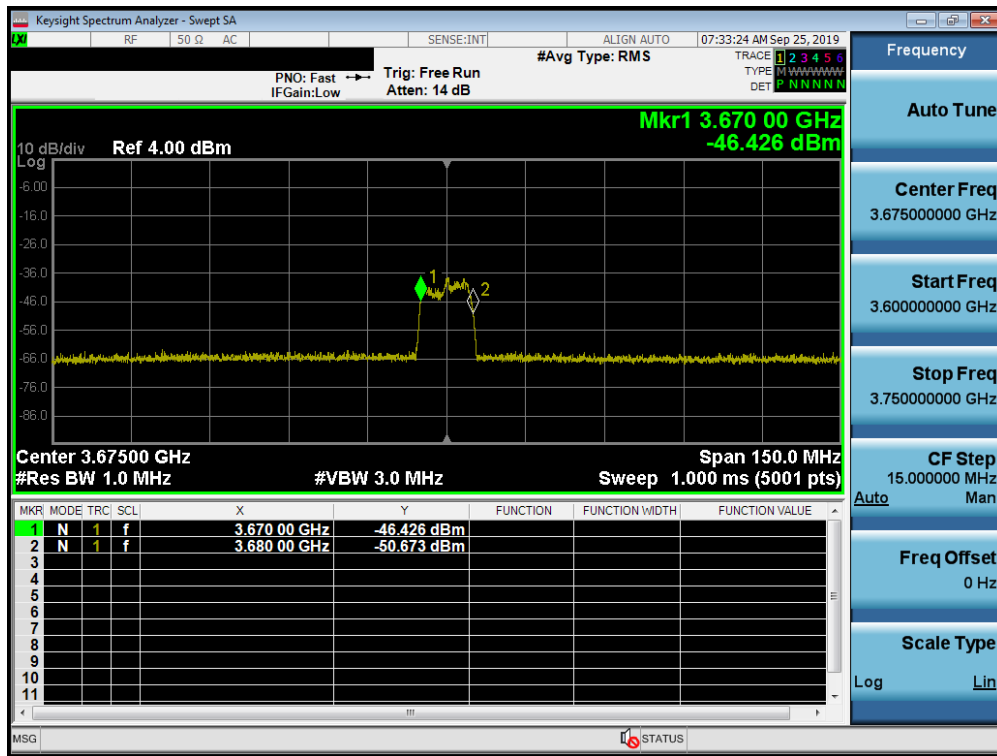 Keysight Spectrum Analyzer - Swept SA
LXI RF 50 Ω AC SENSE:INT ALIGN AUTO 07:33:24 AM Sep 25, 2019
#Avg Type: RMS
PNO: Fast Trig: Free Run
IFGain:Low Atten: 14 dB
TRACE 1 2 3 4 5 6
TYPE M WWWWW
DET P N N N N N
Mkr1 3.670 00 GHz
-46.426 dBm
10 dB/div Ref 4.00 dBm
Log
-6.00
-16.0
-26.0
-36.0
-46.0
-56.0
-66.0
-76.0
-86.0
1
2
Center 3.67500 GHz Span 150.0 MHz
#Res BW 1.0 MHz #VBW 3.0 MHz Sweep 1.000 ms (5001 pts)
MKR MODE TRC SCL X Y FUNCTION FUNCTION WIDTH FUNCTION VALUE
1 N 1 f 3.670 00 GHz -46.426 dBm
2 N 1 f 3.680 00 GHz -50.673 dBm
3
4
5
6
7
8
9
10
11
MSG STATUS
Frequency
Auto Tune
Center Freq
3.675000000 GHz
Start Freq
3.600000000 GHz
Stop Freq
3.750000000 GHz
CF Step
15.000000 MHz
Auto Man
Freq Offset
0 Hz
Scale Type
Log Lin